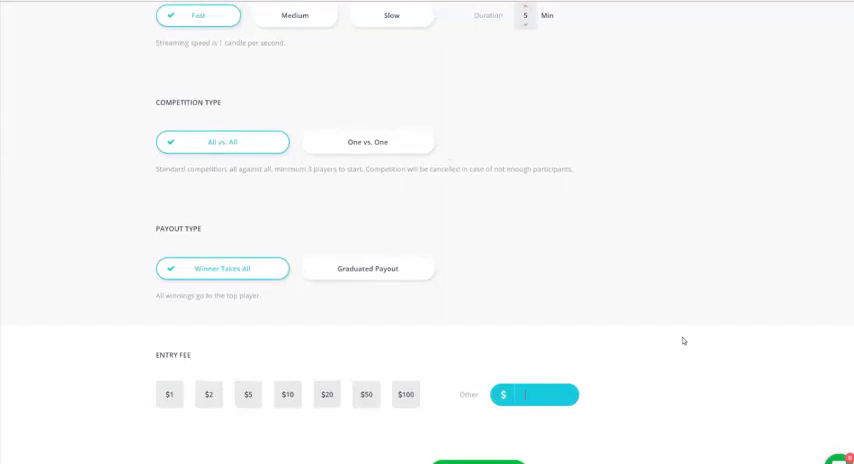 Fast Medium Slow Duration 5 Min
Streaming speed is 1 candle per second.
COMPETITION TYPE
All vs. All One vs. One
Standard competition, all against all, minimum 3 players to start. Competition will be cancelled in case of not enough participants.
PAYOUT TYPE
Winner Takes All Graduated Payout
All winnings go to the top player.
ENTRY FEE
$1 $2 $5 $10 $20 $50 $100 Other $